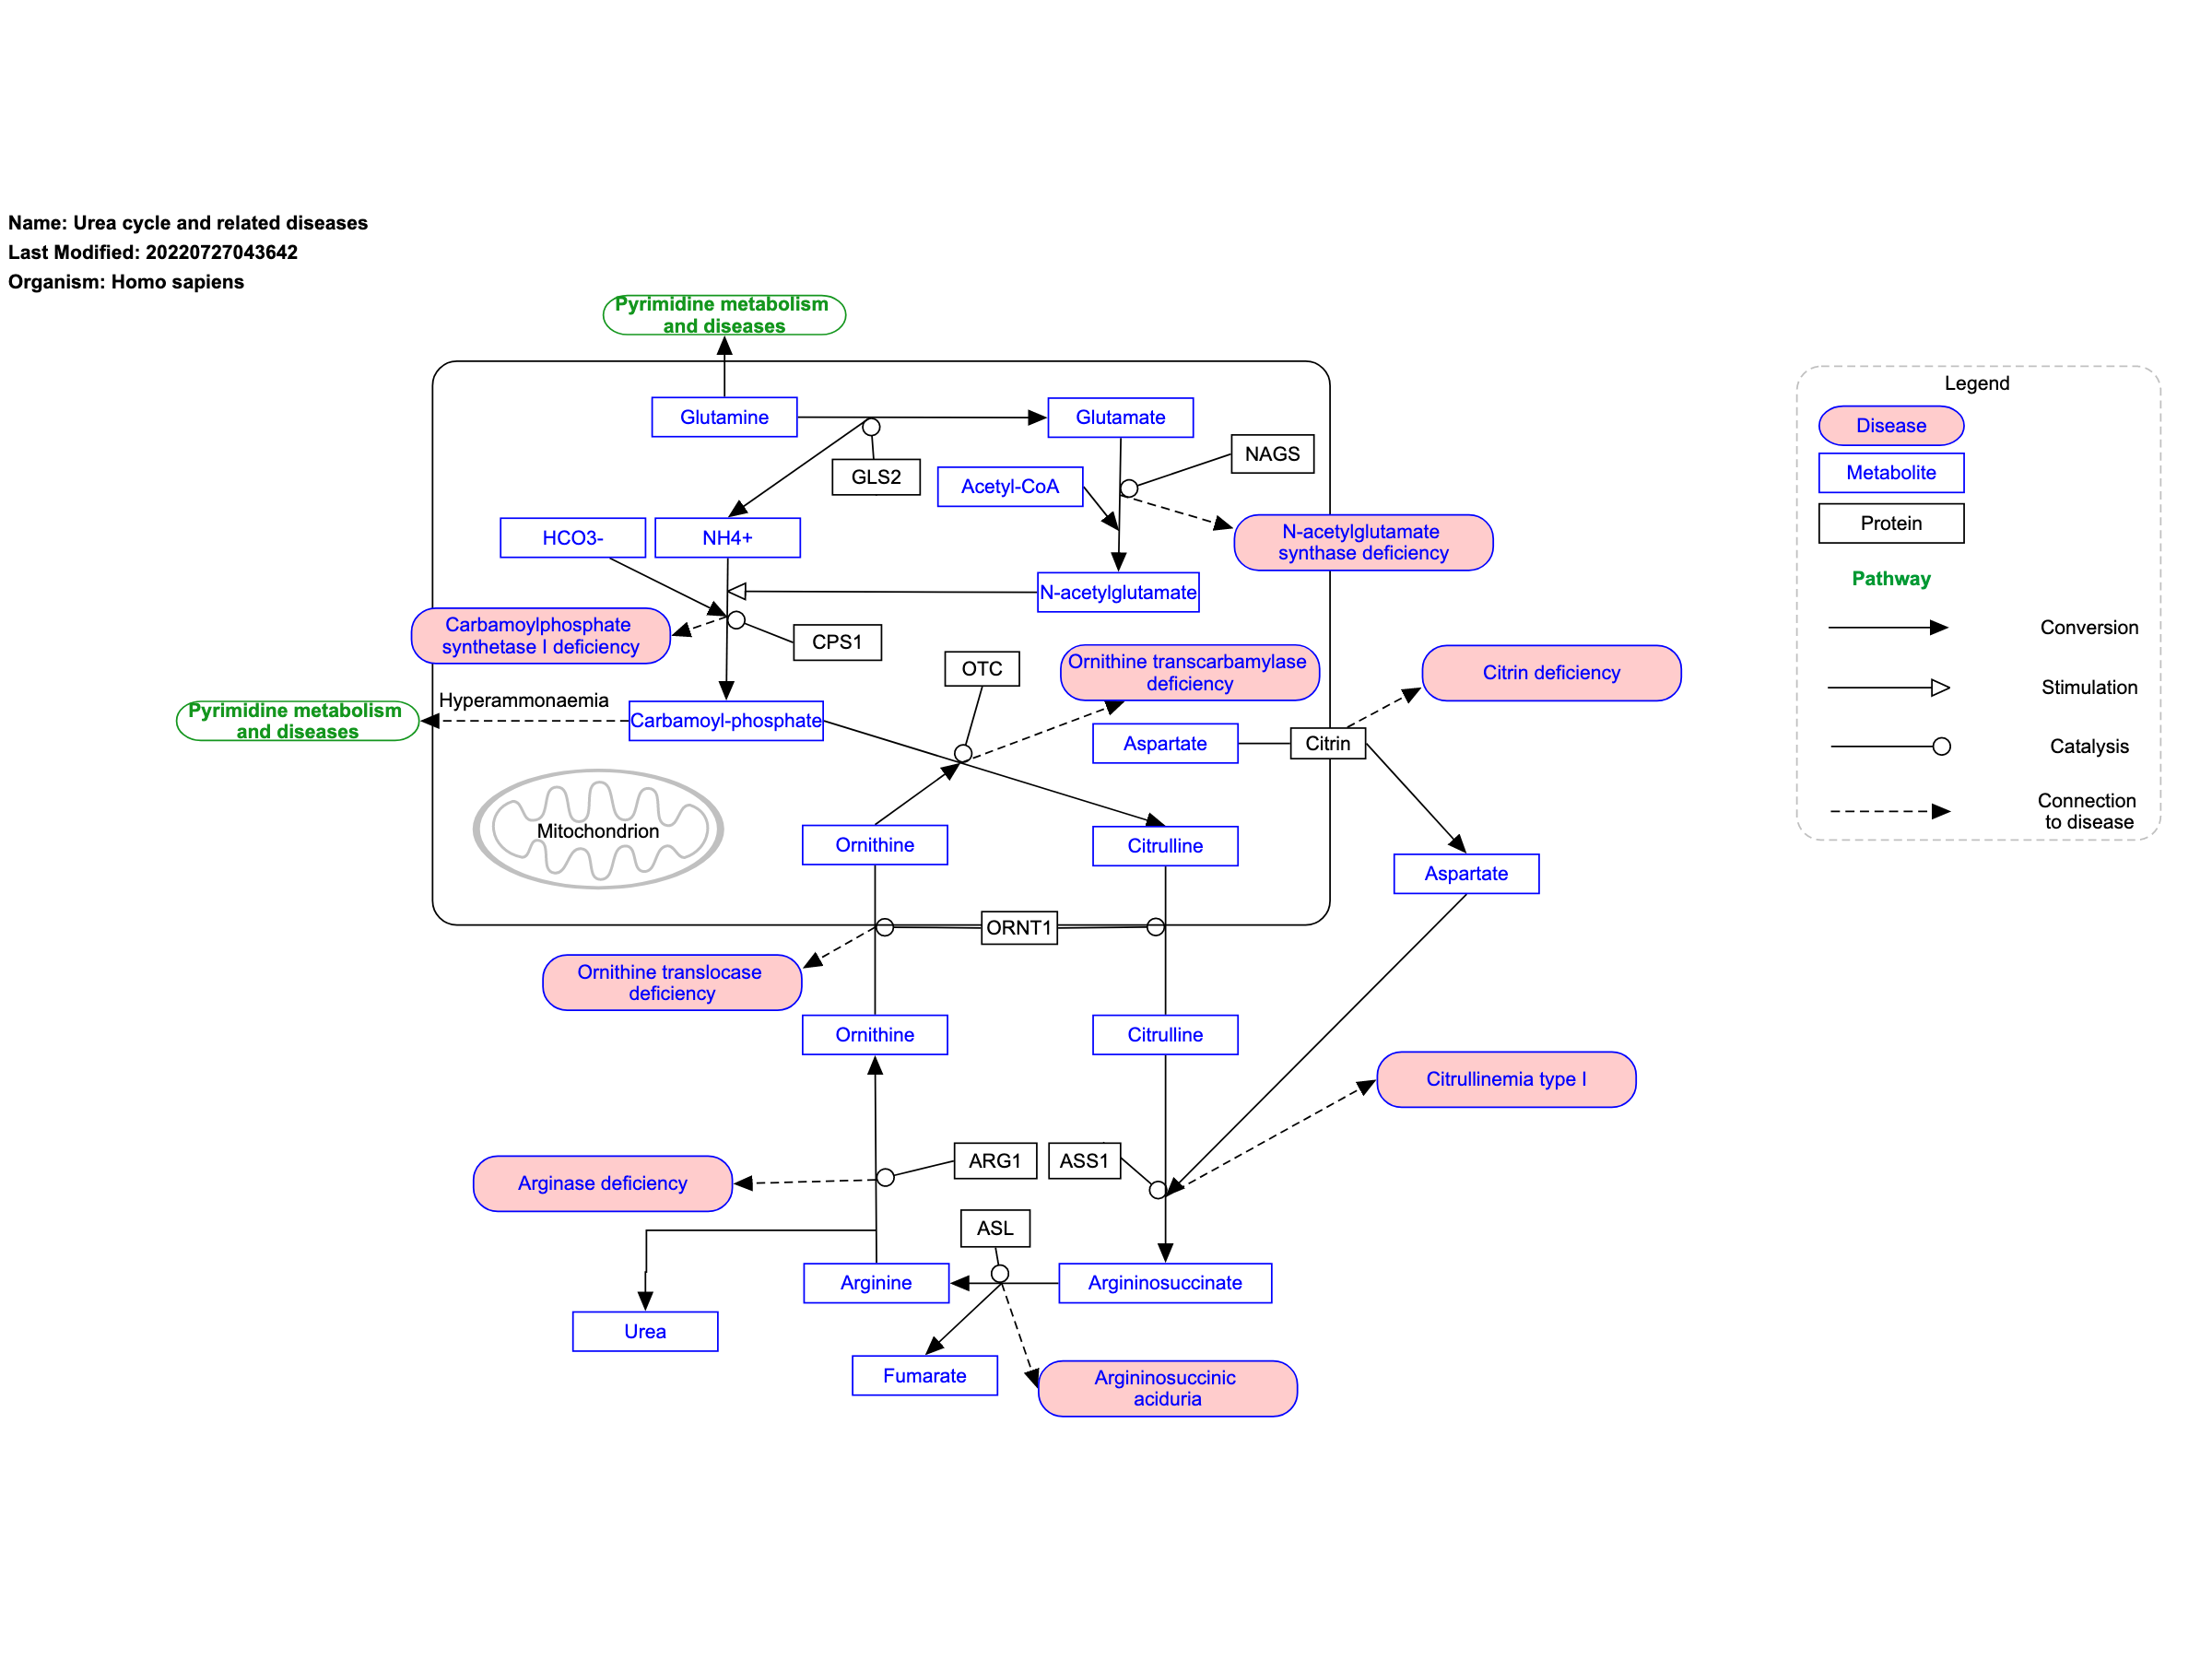 Name: Urea cycle and related diseases
Last Modified: 20220727043642
Organism: Homo sapiens
Pyrimidine metabolism
and diseases
Legend
Glutamine
Glutamate
Disease
NAGS
GLS2
Acetyl-CoA
Metabolite
HCO3-
NH4+
N-acetylglutamate
synthase deficiency
Protein
N-acetylglutamate
Pathway
Carbamoylphosphate
synthetase I deficiency
CPS1
Conversion
OTC
Ornithine transcarbamylase
deficiency
Citrin deficiency
Stimulation
Hyperammonaemia
Pyrimidine metabolism
and diseases
Carbamoyl-phosphate
Aspartate
Citrin
Catalysis
Mitochondrion
Ornithine
Citrulline
Connection
to disease
Aspartate
ORNT1
Ornithine translocase
deficiency
Ornithine
Citrulline
Citrullinemia type I
ARG1
ASS1
Arginase deficiency
ASL
Arginine
Argininosuccinate
Urea
Fumarate
Argininosuccinic
aciduria